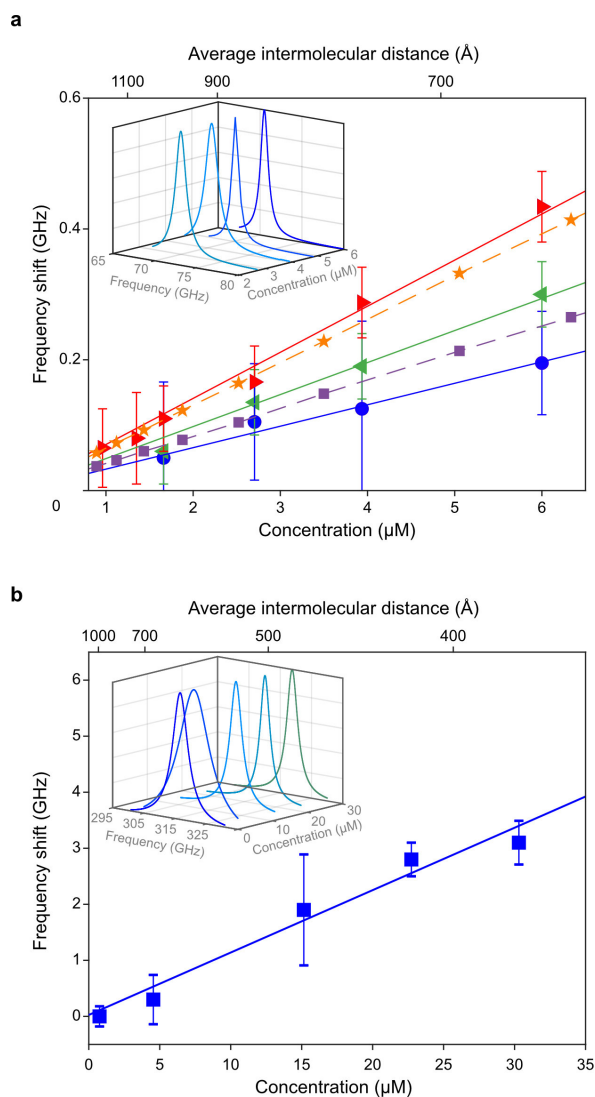 a
Average intermolecular distance (Å)
1100 900 700
0.6
0.4
0.2
0
Frequency shift (GHz)
65 70 75 80
Frequency (GHz)
2 3 4 5 6
Concentration (µM)
1 2 3 4 5 6
Concentration (µM)
b
Average intermolecular distance (Å)
1000 700 500 400
6
5
4
3
2
1
0
Frequency shift (GHz)
295 305 315 325
Frequency (GHz)
0 10 20 30
Concentration (µM)
0 5 10 15 20 25 30 35
Concentration (µM)